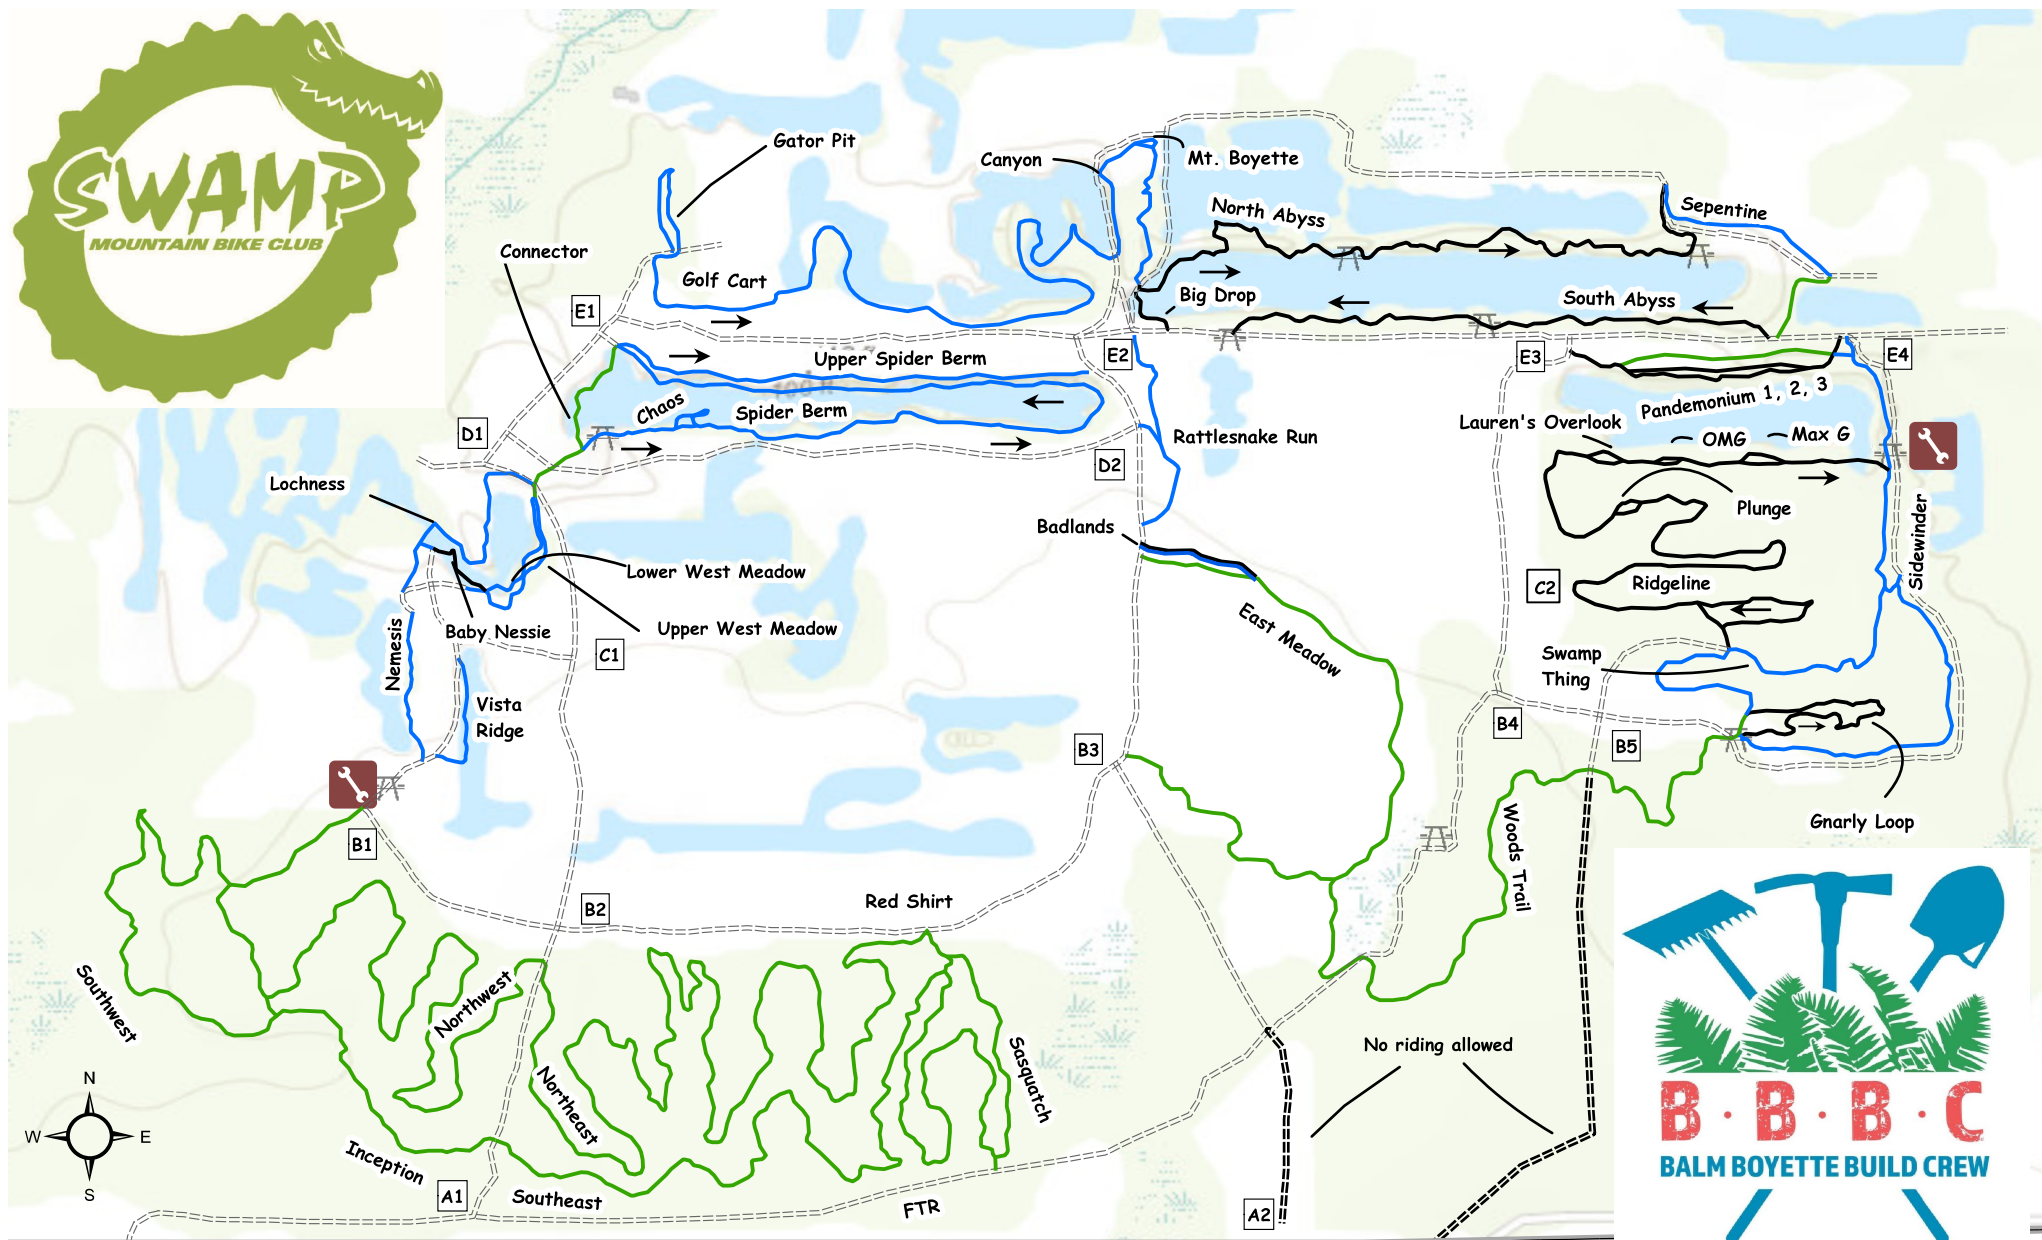 SWAMP
MOUNTAIN BIKE CLUB
Gator Pit
Canyon
Mt. Boyette
North Abyss
Sepentine
Connector
Golf Cart
Big Drop
South Abyss
E1
Upper Spider Berm
E2
E3
E4
Chaos
Spider Berm
Pandemonium 1, 2, 3
Lauren's Overlook
OMG
Max G
D1
Rattlesnake Run
D2
Lochness
Plunge
Badlands
Sidewinder
Lower West Meadow
C2
Ridgeline
East Meadow
Baby Nessie
Upper West Meadow
Nemesis
C1
Swamp
Thing
Vista
Ridge
B4
B5
B3
Woods Trail
Gnarly Loop
B1
B2
Red Shirt
Southwest
Northwest
No riding allowed
Northeast
Sasquatch
N
W
E
S
Inception
A1
Southeast
FTR
A2
B·B·B·C
BALM BOYETTE BUILD CREW